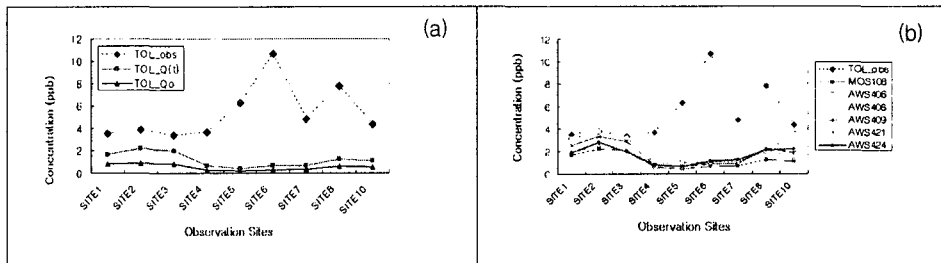 (a)
12
10
8
6
4
2
0
Concentration (ppb)
TOL_obs
TOL_Q(t)
TOL_Qo
SITE1
SITE2
SITE3
SITE4
SITE5
SITE6
SITE7
SITE8
SITE10
Observation Sites
(b)
12
10
8
6
4
2
0
Concentration (ppb)
TOL_obs
MOS108
AWS406
AWS408
AWS409
AWS421
AWS424
SITE1
SITE2
SITE3
SITE4
SITE5
SITE6
SITE7
SITE8
SITE10
Observation Sites